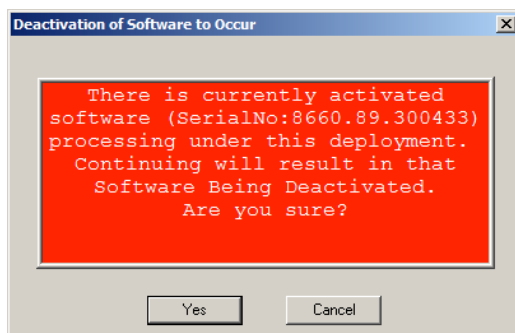 Deactivation of Software to Occur
There is currently activated
software (SerialNo:8660.89.300433)
processing under this deployment.
Continuing will result in that
Software Being Deactivated.
Are you sure?
Yes Cancel